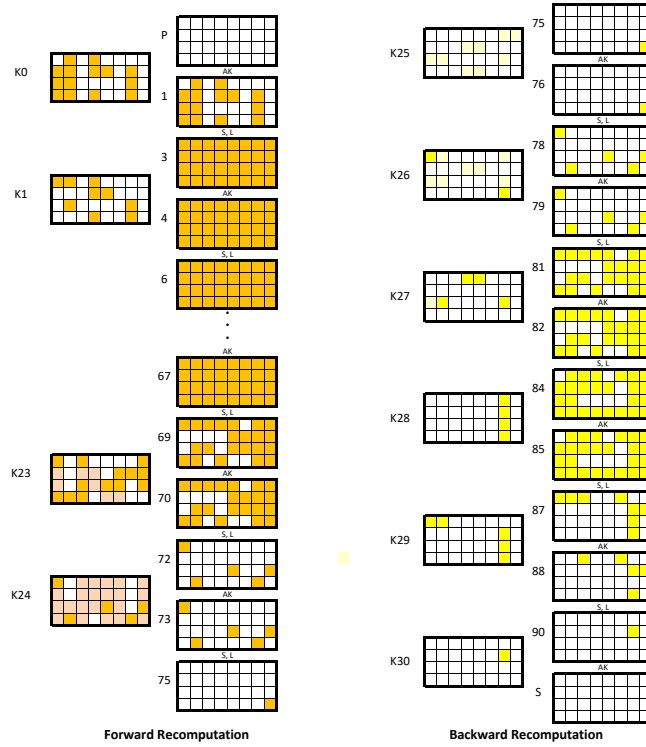 P
K0
AK
1
S, L
3
K1
AK
4
S, L
6
.
.
.
AK
67
S, L
69
K23
AK
70
S, L
72
AK
K24
73
S, L
75
Forward Recomputation
75
K25
AK
76
S, L
78
K26
AK
79
S, L
81
K27
AK
82
S, L
84
K28
AK
85
S, L
87
K29
AK
88
S, L
90
K30
AK
S
Backward Recomputation